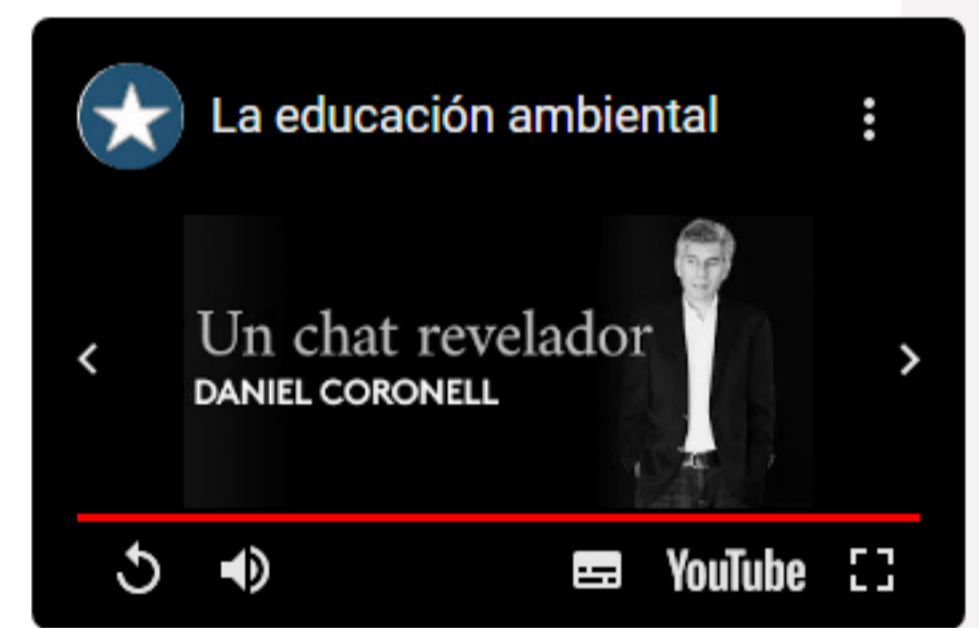 La educación ambiental
Un chat revelador
DANIEL CORONELL
YouTube